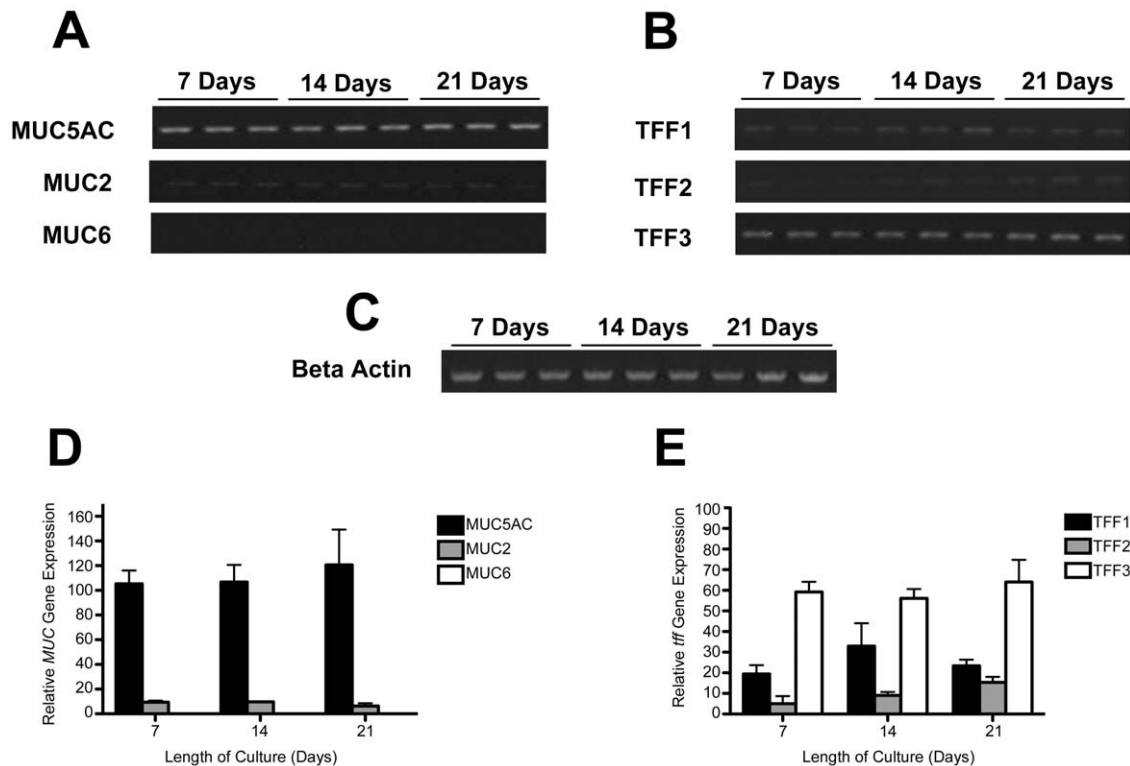 A
7 Days 14 Days 21 Days
MUC5AC
MUC2
MUC6
B
7 Days 14 Days 21 Days
TFF1
TFF2
TFF3
C
7 Days 14 Days 21 Days
Beta Actin
D
Relative MUC Gene Expression
160
140
120
100
80
60
40
20
0
7 14 21
Length of Culture (Days)
MUC5AC
MUC2
MUC6
E
Relative tff Gene Expression
100
90
80
70
60
50
40
30
20
10
0
7 14 21
Length of Culture (Days)
TFF1
TFF2
TFF3